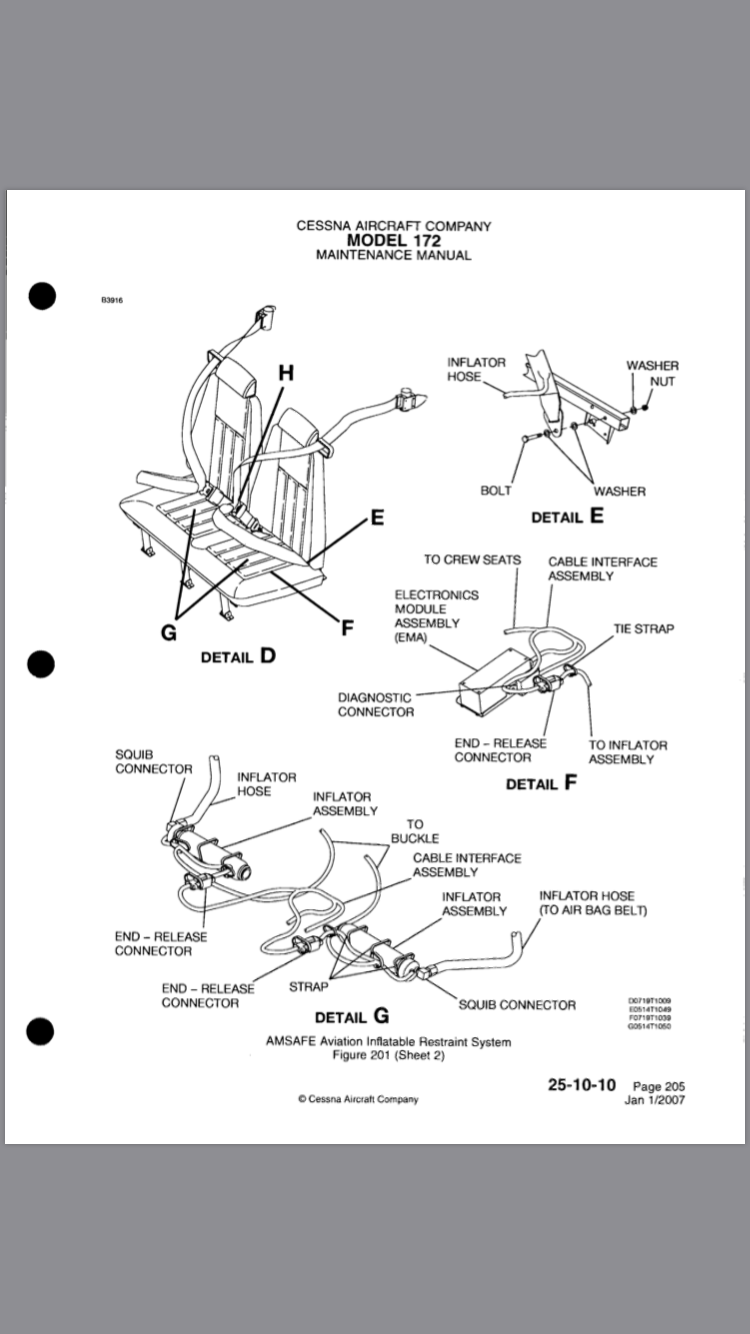 CESSNA AIRCRAFT COMPANY
MODEL 172
MAINTENANCE MANUAL
B3916
H
E
F
G
DETAIL D
INFLATOR
HOSE
WASHER
NUT
BOLT
WASHER
DETAIL E
TO CREW SEATS
CABLE INTERFACE
ASSEMBLY
ELECTRONICS
MODULE
ASSEMBLY
(EMA)
TIE STRAP
DIAGNOSTIC
CONNECTOR
END – RELEASE
CONNECTOR
TO INFLATOR
ASSEMBLY
DETAIL F
SQUIB
CONNECTOR
INFLATOR
HOSE
INFLATOR
ASSEMBLY
TO
BUCKLE
CABLE INTERFACE
ASSEMBLY
INFLATOR
ASSEMBLY
INFLATOR HOSE
(TO AIR BAG BELT)
END – RELEASE
CONNECTOR
END – RELEASE
CONNECTOR
STRAP
SQUIB CONNECTOR
DETAIL G
D0719T1009
E0514T1049
F0719T1039
G0514T1050
AMSAFE Aviation Inflatable Restraint System
Figure 201 (Sheet 2)
25-10-10 Page 205
Jan 1/2007
© Cessna Aircraft Company